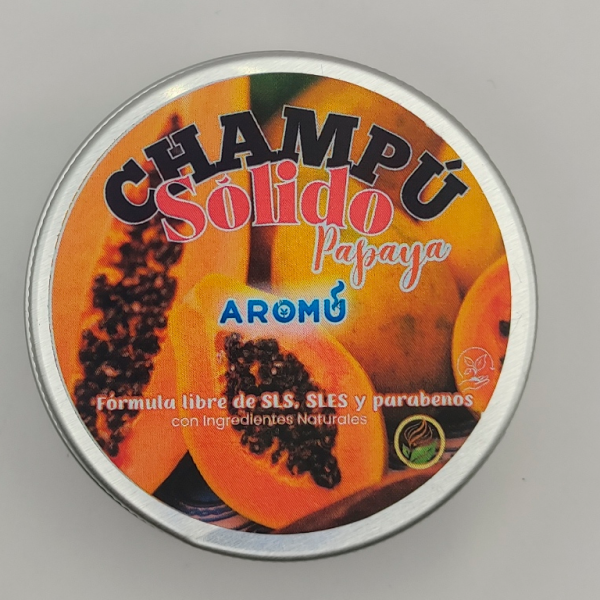 CHAMPÚ
Sólido
Papaya
AROMÚ
Fórmula libre de SLS, SLES y parabenos
con Ingredientes Naturales